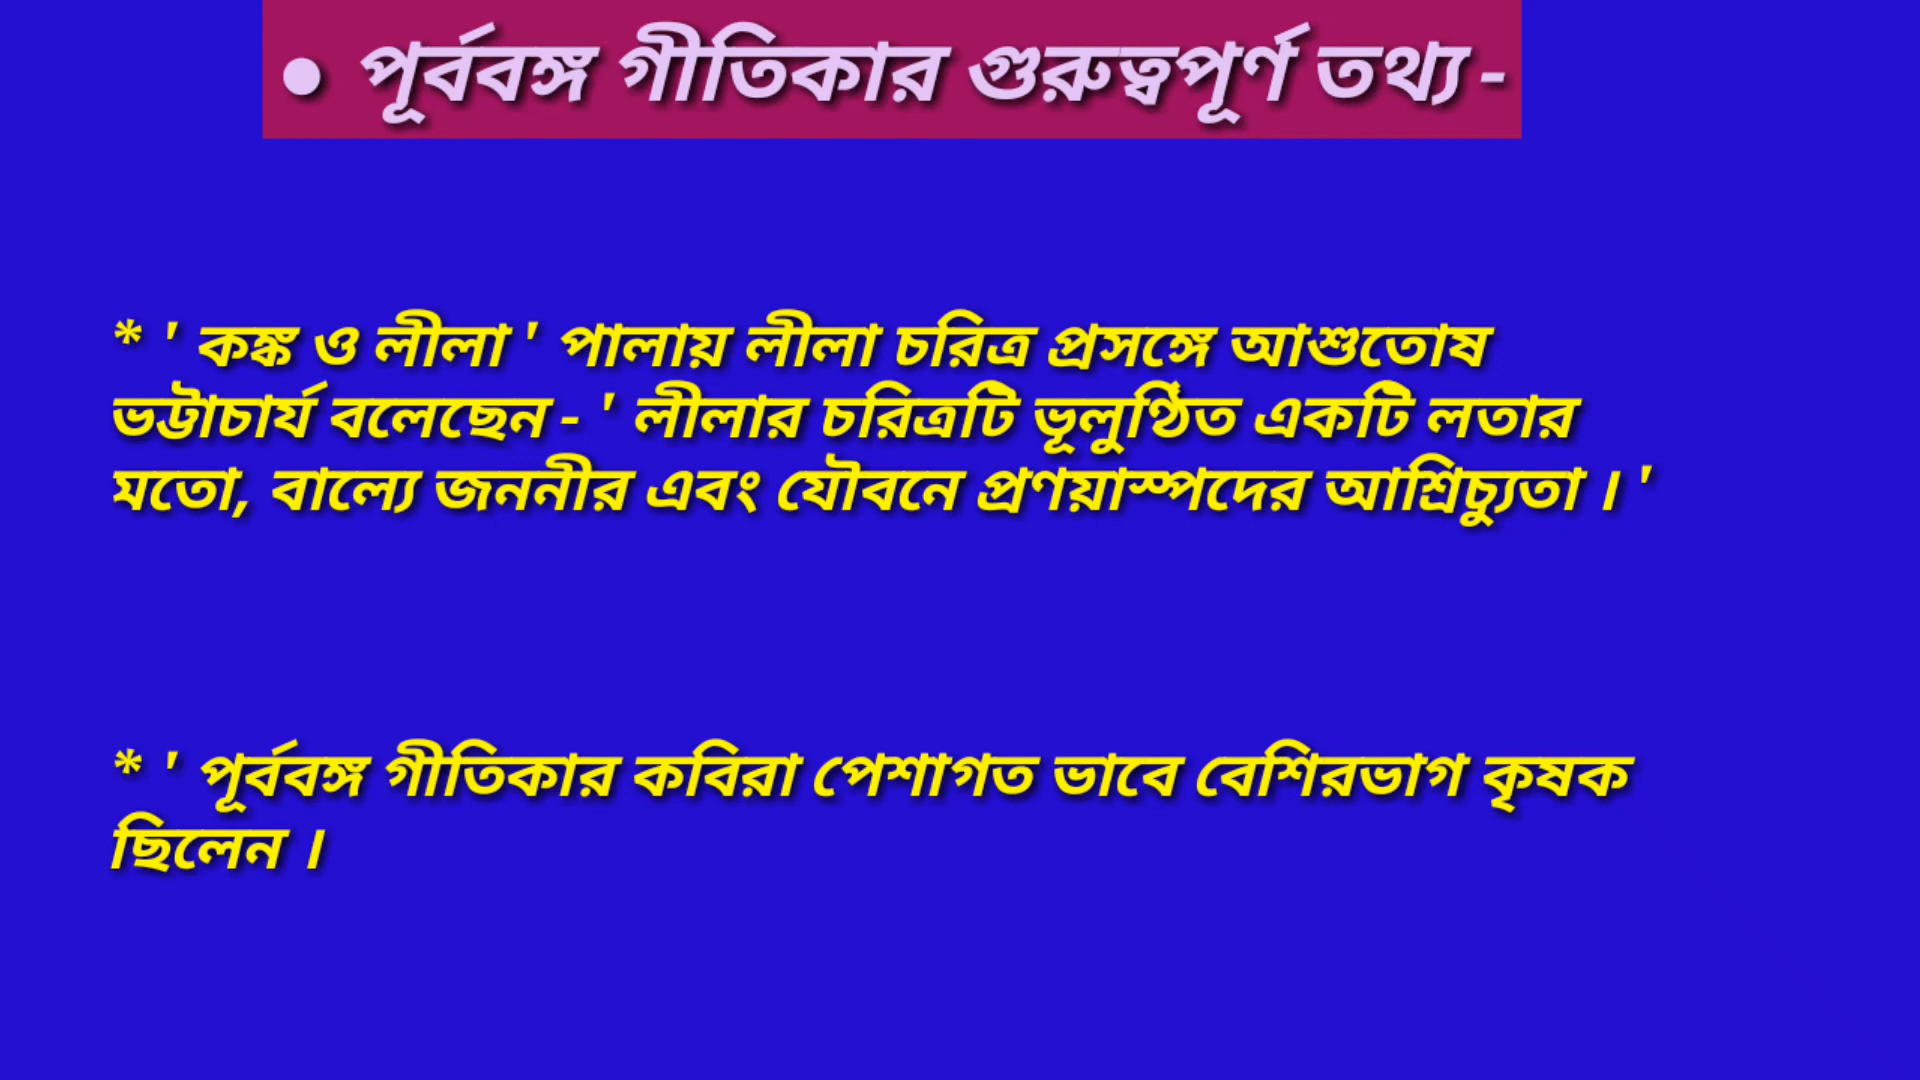 ● পূর্ববঙ্গ গীতিকার গুরুত্বপূর্ণ তথ্য -
* ' কঙ্ক ও লীলা ' পালায় লীলা চরিত্র প্রসঙ্গে আশুতোষ
ভট্টাচার্য বলেছেন - ' লীলার চরিত্রটি ভূলুণ্ঠিত একটি লতার
মতো, বাল্যে জননীর এবং যৌবনে প্রণয়াস্পদের আশ্রিচ্যুতা । '
* ' পূর্ববঙ্গ গীতিকার কবিরা পেশাগত ভাবে বেশিরভাগ কৃষক
ছিলেন ।